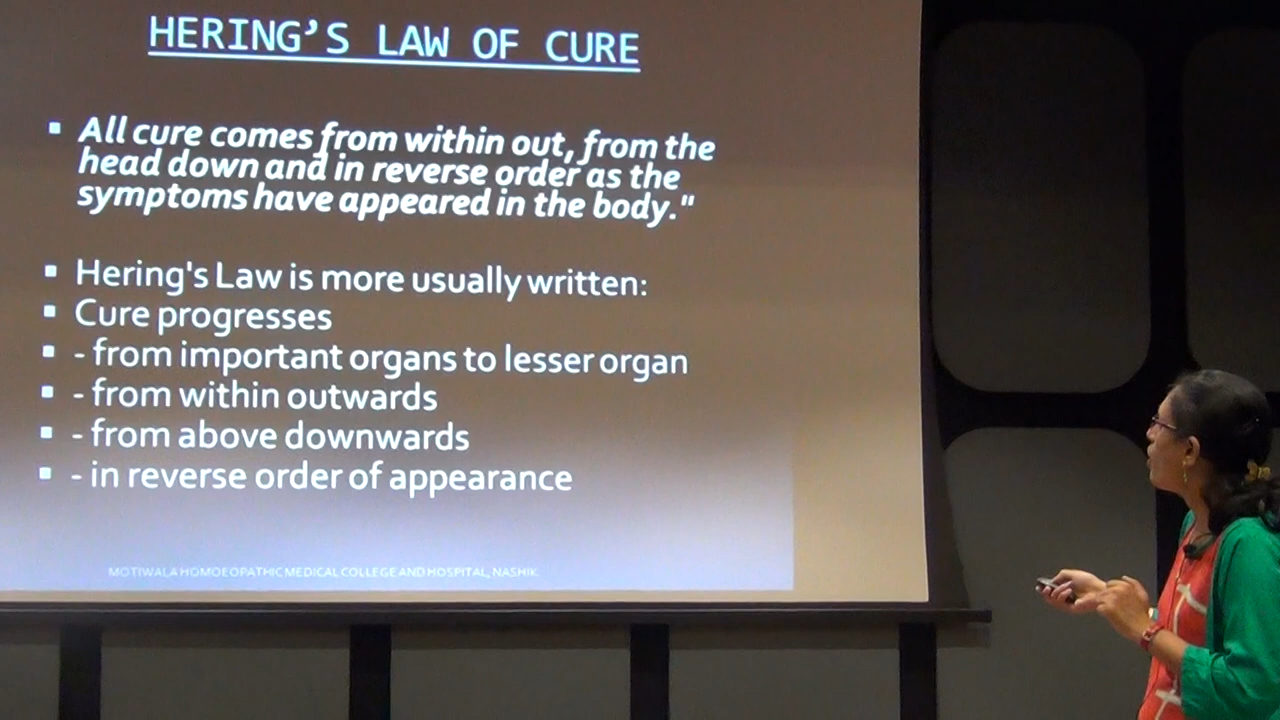 HERING'S LAW OF CURE
▪ All cure comes from within out, from the
head down and in reverse order as the
symptoms have appeared in the body."
▪ Hering's Law is more usually written:
▪ Cure progresses
▪ - from important organs to lesser organ
▪ - from within outwards
▪ - from above downwards
▪ - in reverse order of appearance
MOTIWALA HOMOEOPATHIC MEDICAL COLLEGE AND HOSPITAL, NASHIK